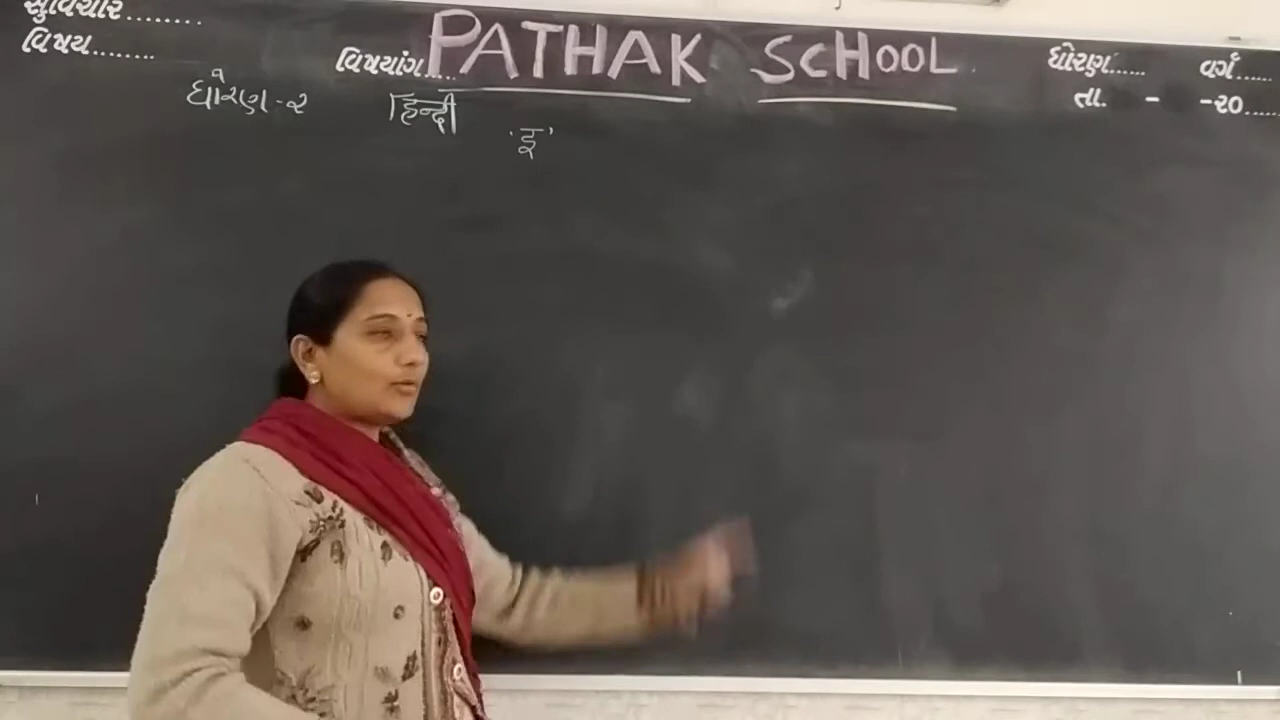 સુવિચાર........
વિષય........
વિષયાંગ....
PATHAK SCHOOL
ધોરણ......
વર્ગ......
તા. - -૨૦......
ધોરણ-૨
हिन्दी
'इ'